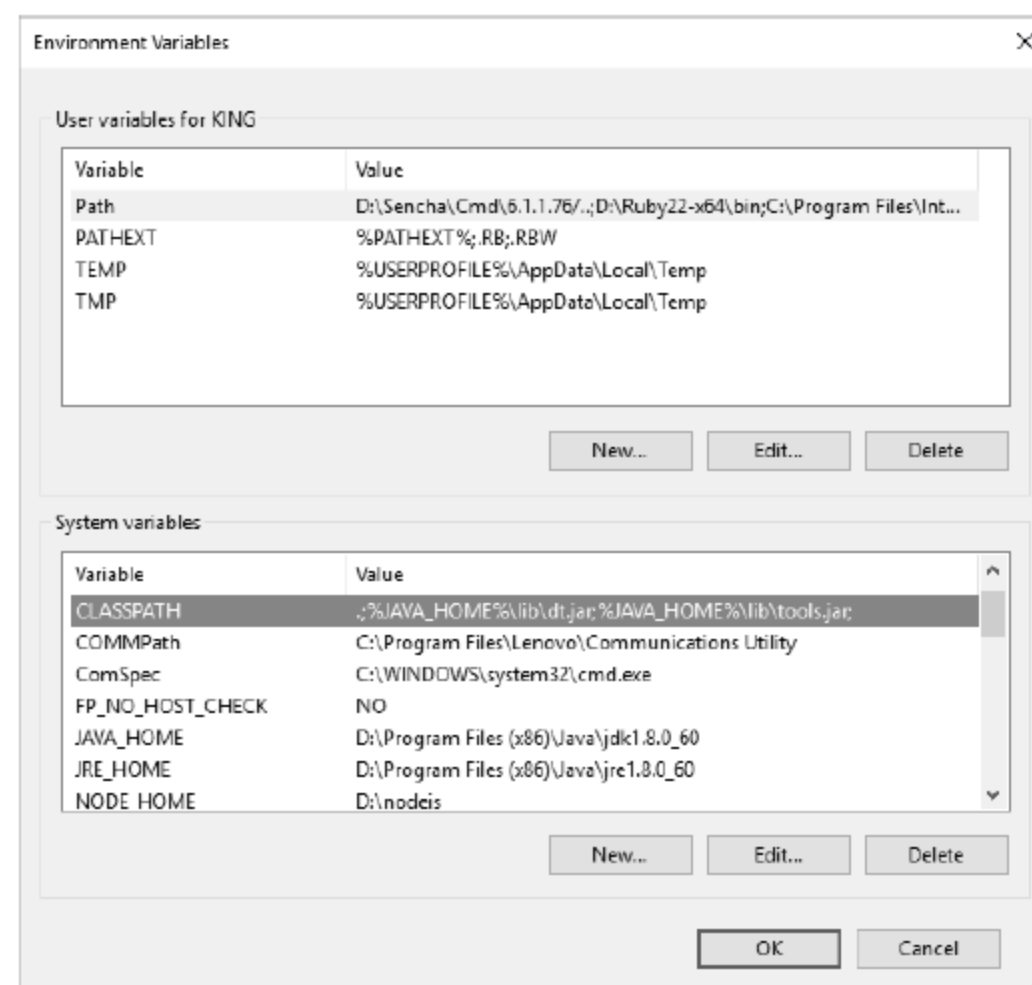 Environment Variables
User variables for KING
Variable Value
Path D:\Sencha\Cmd\6.1.1.76/..;D:\Ruby22-x64\bin;C:\Program Files\Int...
PATHEXT %PATHEXT%;.RB;.RBW
TEMP %USERPROFILE%\AppData\Local\Temp
TMP %USERPROFILE%\AppData\Local\Temp
New... Edit... Delete
System variables
Variable Value
CLASSPATH .;%JAVA_HOME%\lib\dt.jar;%JAVA_HOME%\lib\tools.jar;
COMMPath C:\Program Files\Lenovo\Communications Utility
ComSpec C:\WINDOWS\system32\cmd.exe
FP_NO_HOST_CHECK NO
JAVA_HOME D:\Program Files (x86)\Java\jdk1.8.0_60
JRE_HOME D:\Program Files (x86)\Java\jre1.8.0_60
NODE_HOME D:\nodejs
New... Edit... Delete
OK Cancel